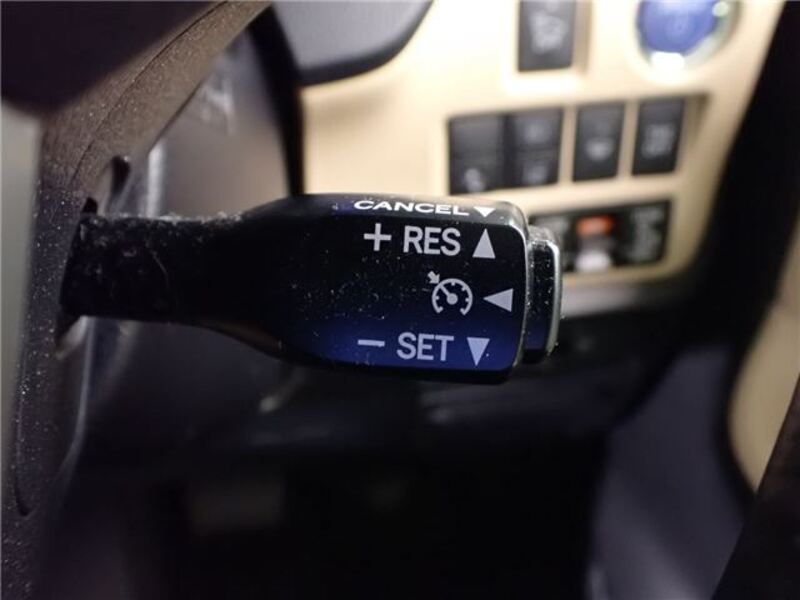 CANCEL ▼
+ RES ▲
◀
− SET ▼